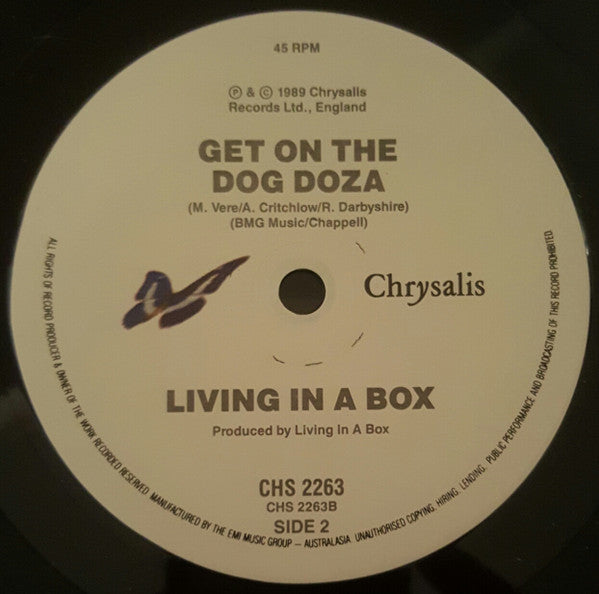 45 RPM
Ⓟ & © 1989 Chrysalis
Records Ltd., England
GET ON THE
DOG DOZA
(M. Vere/A. Critchlow/R. Darbyshire)
(BMG Music/Chappell)
Chrysalis
LIVING IN A BOX
Produced by Living In A Box
CHS 2263
CHS 2263B
SIDE 2
ALL RIGHTS OF RECORD PRODUCER & OWNER OF THE WORK RECORDED RESERVED. MANUFACTURED BY THE EMI MUSIC GROUP – AUSTRALASIA. UNAUTHORISED COPYING, HIRING, LENDING, PUBLIC PERFORMANCE AND BROADCASTING OF THIS RECORD PROHIBITED.